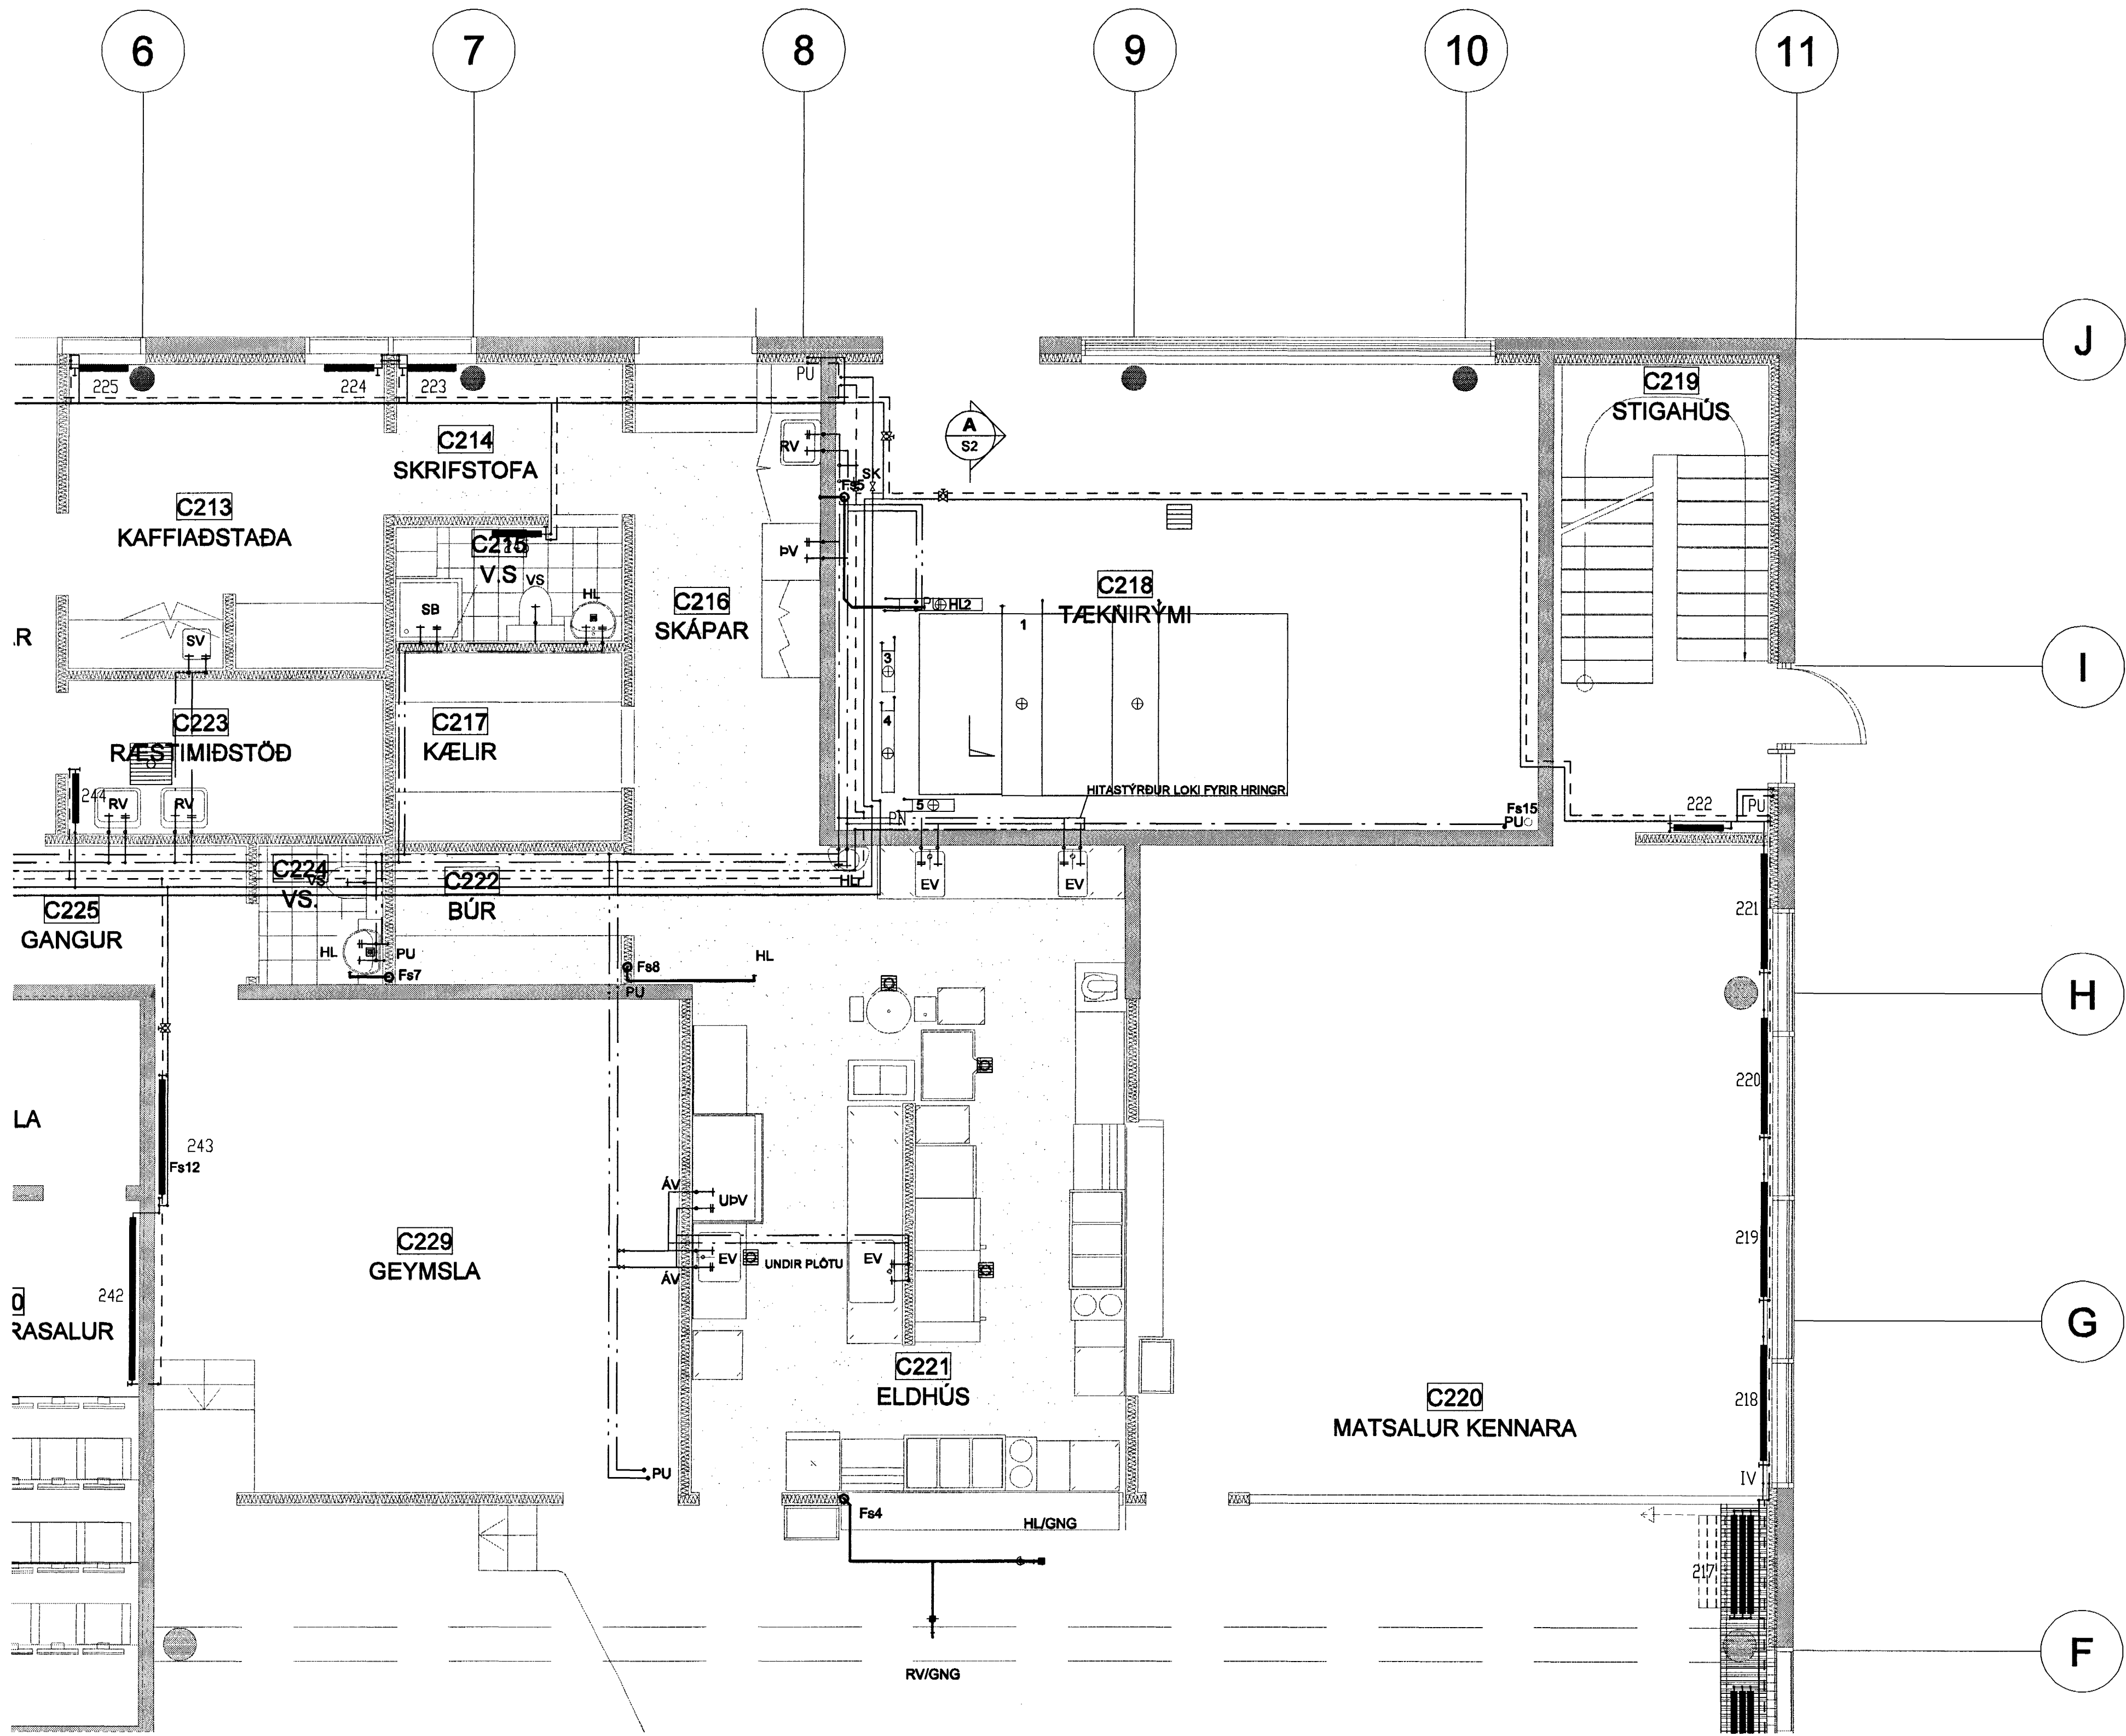 6
7
8
9
10
11
J
I
H
G
F
225
224
223
PU
C219
STIGAHÚS
C214
SKRIFSTOFA
RV
A
S2
SK
Fs5
C213
KAFFIAÐSTAÐA
C215
V.S
VS
HL
SB
ÞV
C216
SKÁPAR
HL2
C218
TÆKNIRÝMI
1
SV
3
4
C223
RÆSTIMIÐSTÖÐ
C217
KÆLIR
244
RV
RV
5
PN
HITASTÝRÐUR LOKI FYRIR HRINGR
Fs15
PU
222
PU
C224
VS
VS.
C222
BÚR
HL
EV
EV
C225
GANGUR
221
HL
PU
Fs7
Fs8
PU
HL
220
LA
243
Fs12
ÁV
UÞV
C229
GEYMSLA
EV
UNDIR PLÖTU
EV
ÁV
219
242
0
RASALUR
C221
ELDHÚS
C220
MATSALUR KENNARA
218
PU
IV
Fs4
HL/GNG
217
RV/GNG